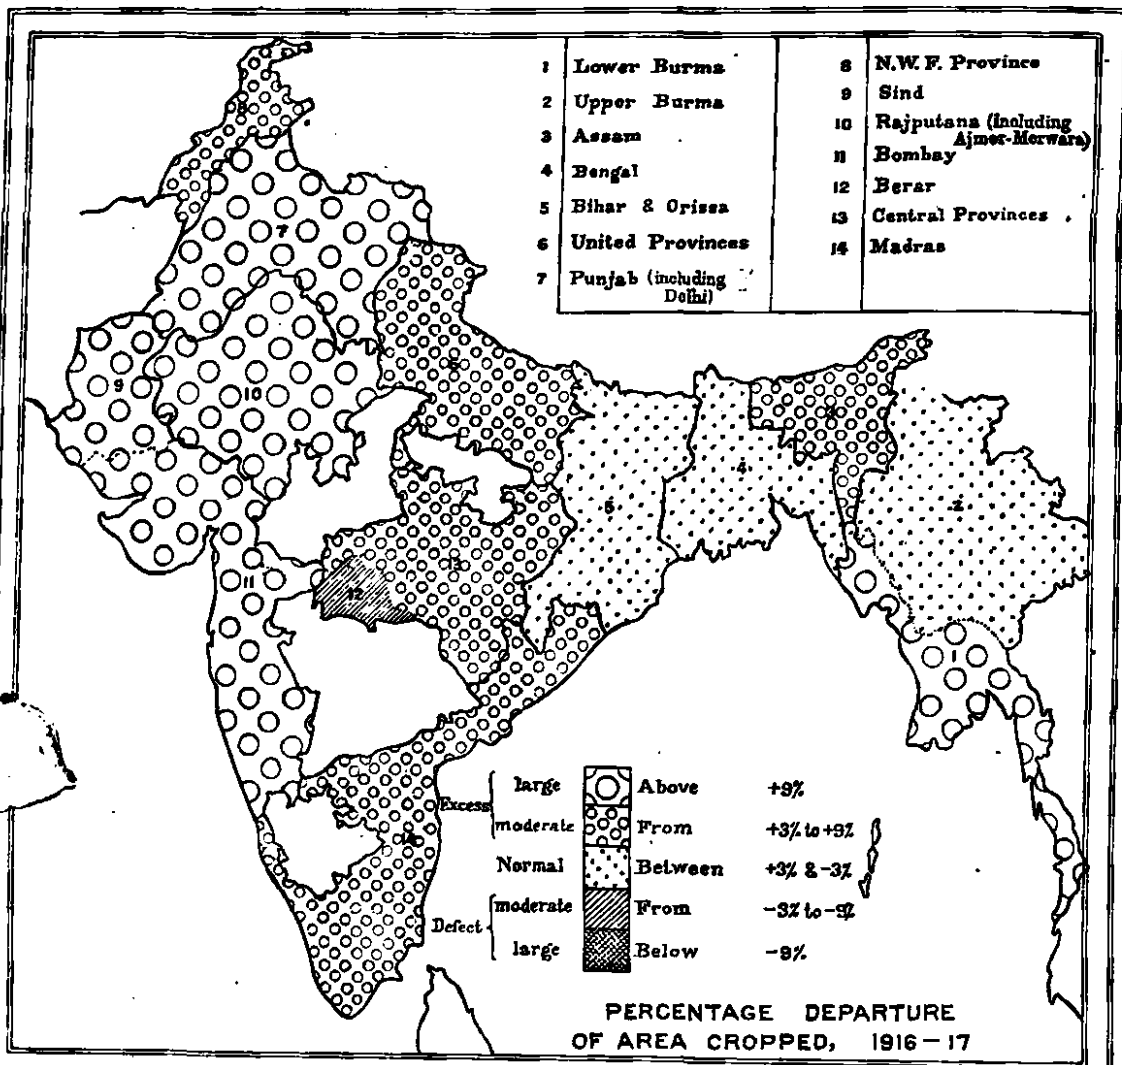 1 Lower Burma
2 Upper Burma
3 Assam
4 Bengal
5 Bihar & Orissa
6 United Provinces
7 Punjab (including
Delhi)
8 N.W.F. Province
9 Sind
10 Rajputana (including
Ajmer-Merwara)
11 Bombay
12 Berar
13 Central Provinces
14 Madras
8
7
9
10
6
3
4
5
2
13
11
12
1
14
Excess
large Above +9%
moderate From +3% to +9%
Normal Between +3% & -3%
Defect
moderate From -3% to -9%
large Below -9%
PERCENTAGE DEPARTURE
OF AREA CROPPED, 1916-17